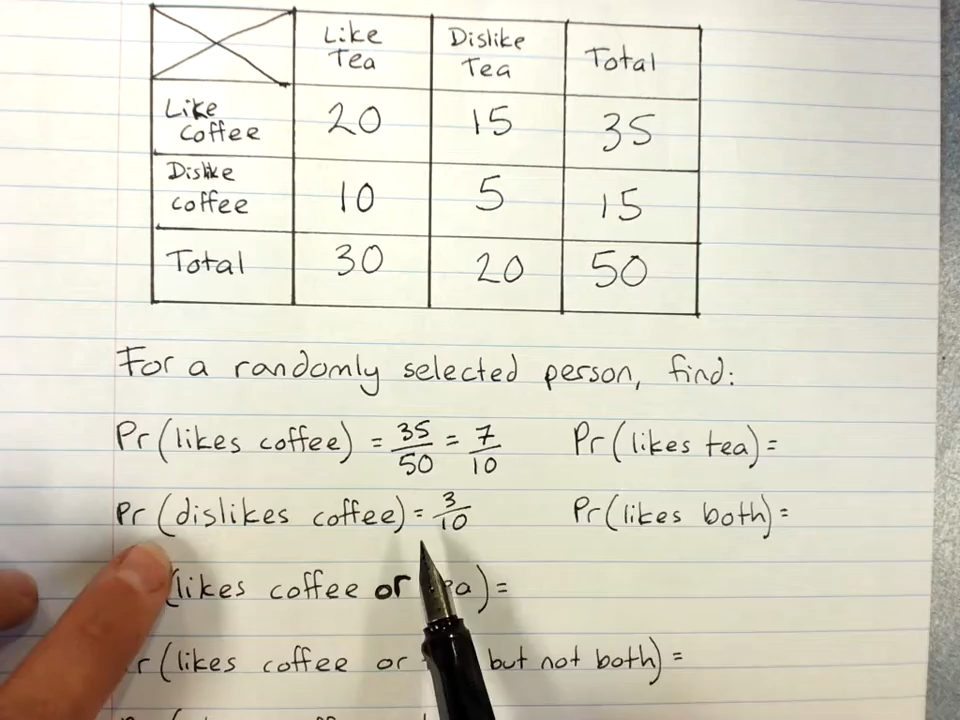 Like Tea Dislike Tea Total
Like coffee 20 15 35
Dislike coffee 10 5 15
Total 30 20 50
For a randomly selected person, find:
Pr(likes coffee) = 35/50 = 7/10 Pr(likes tea) =
Pr(dislikes coffee) = 3/10 Pr(likes both) =
(likes coffee or a) =
r(likes coffee or but not both) =